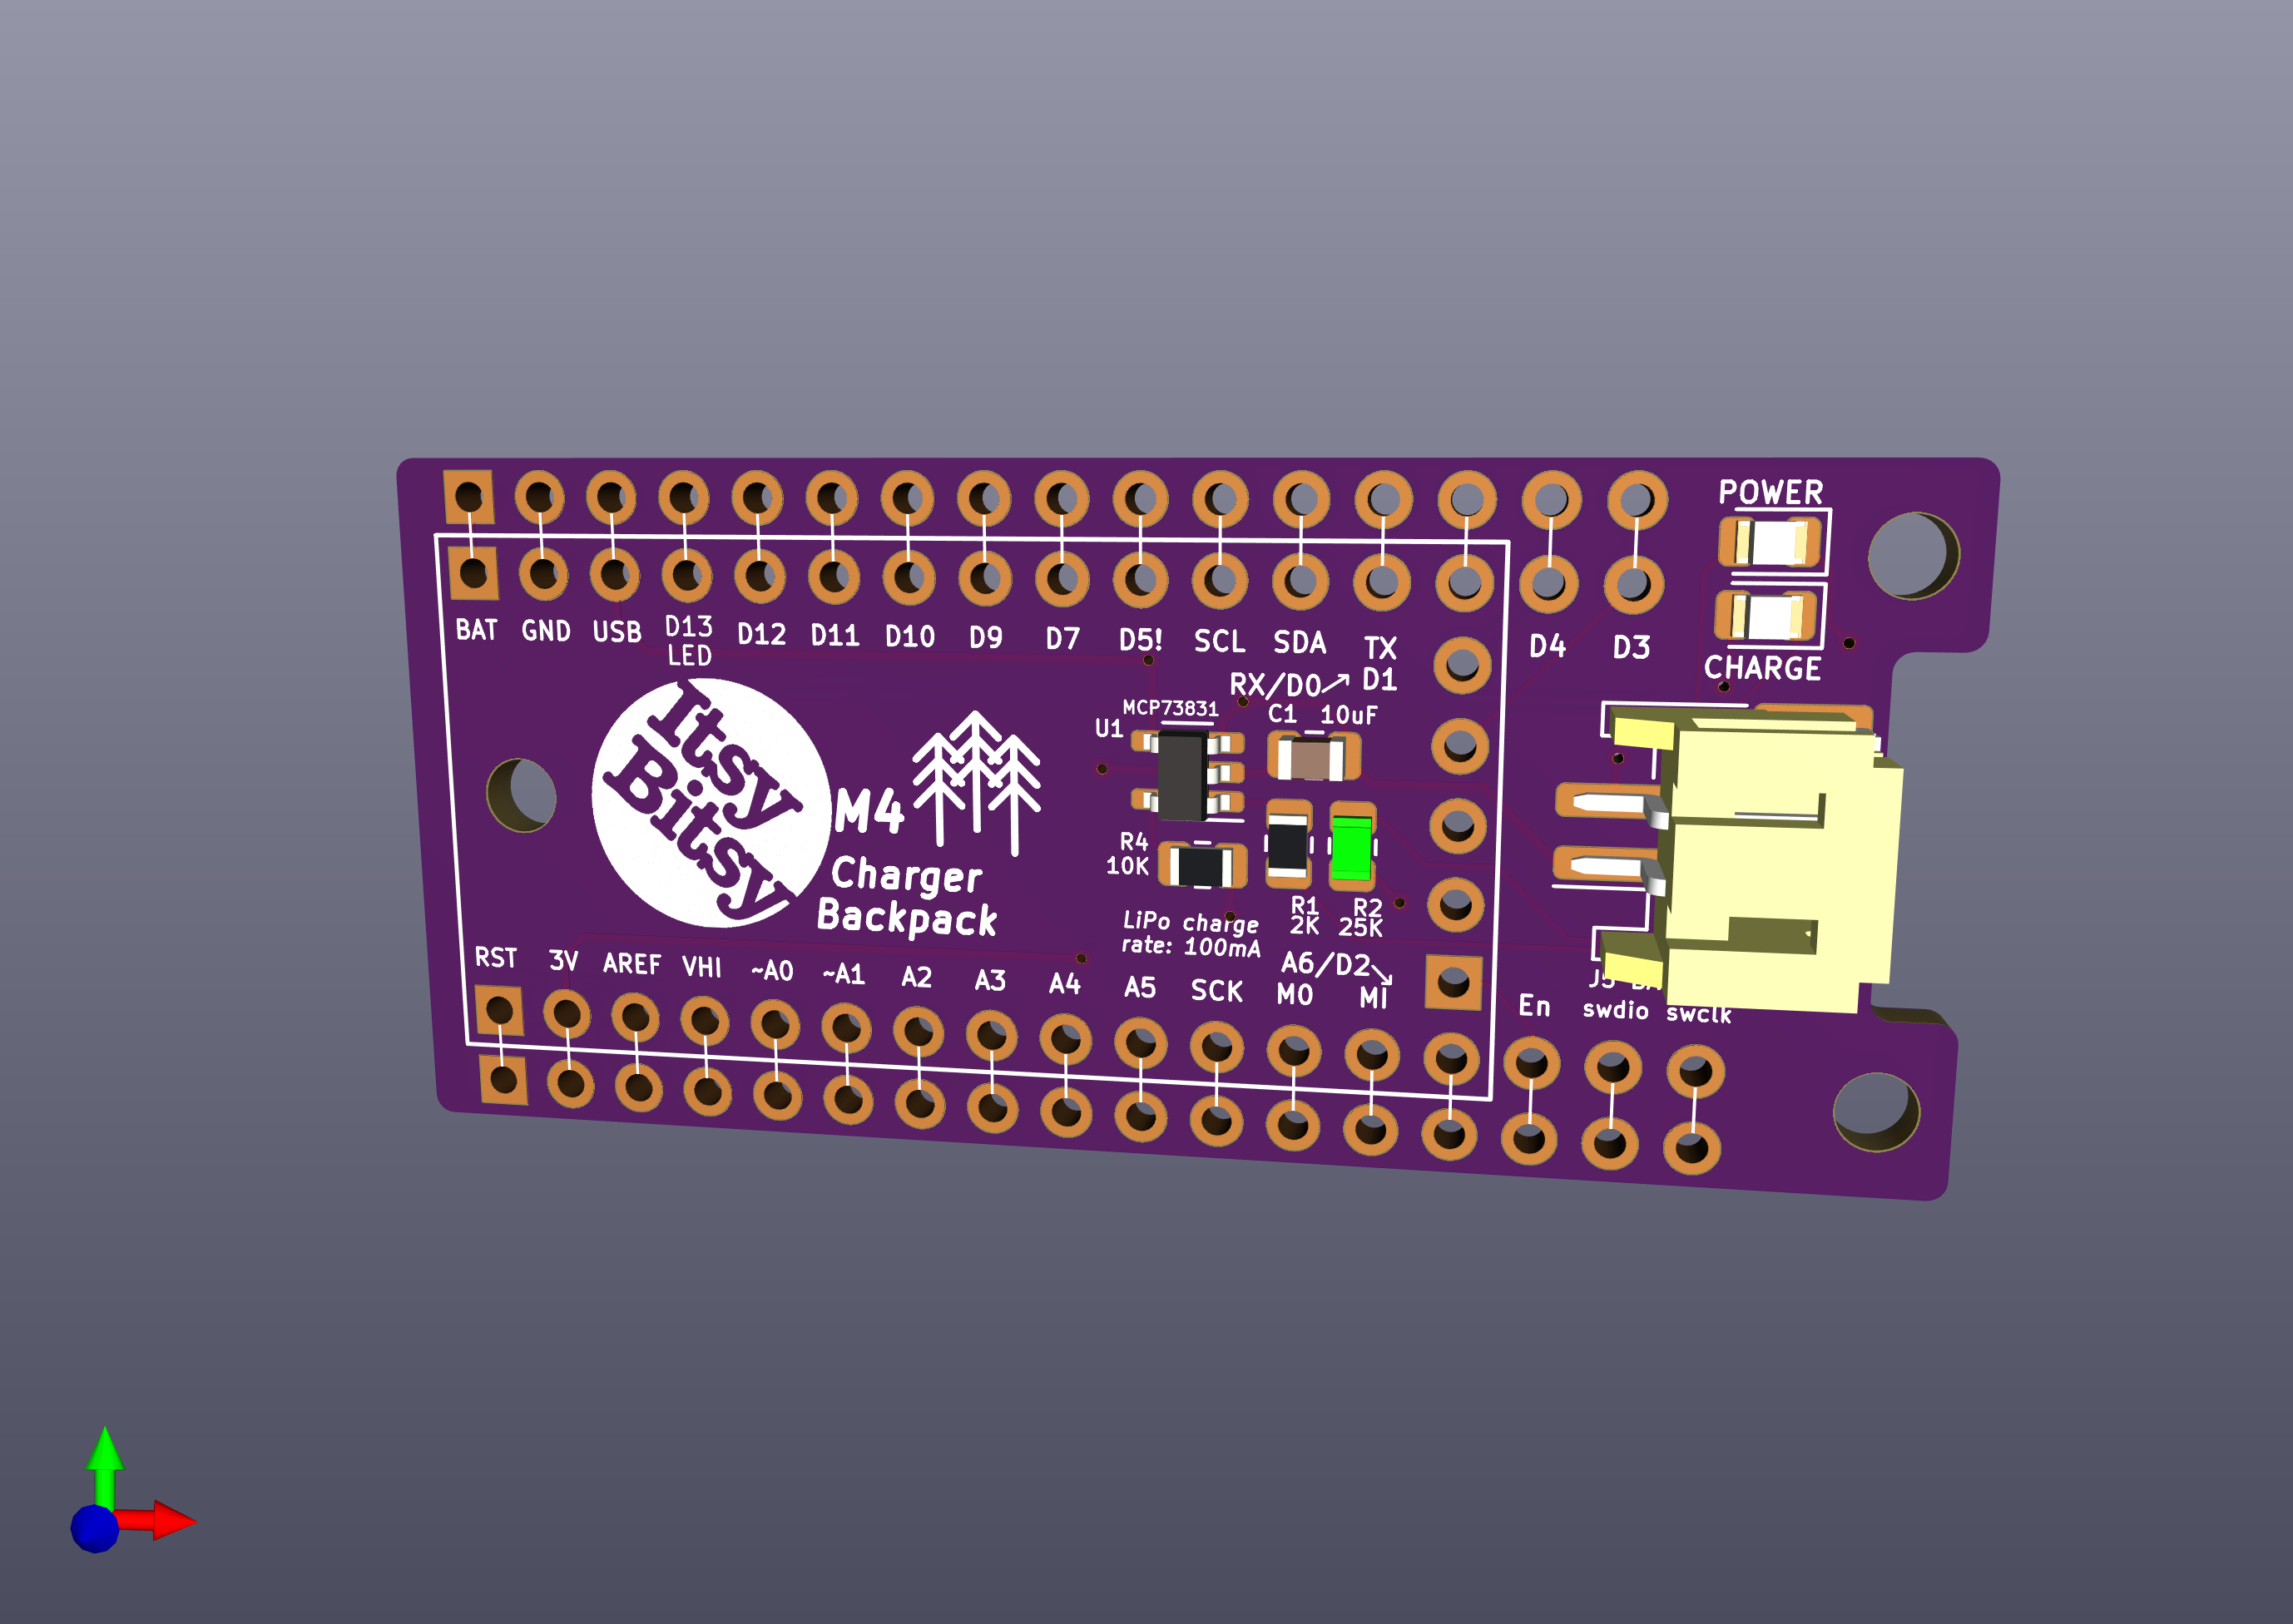 POWER
BAT GND USB D13 D12 D11 D10 D9 D7 D5! SCL SDA TX D4 D3
LED
CHARGE
RX/D0 D1
MCP73831
C1 10uF
U1
Itsy
Bitsy
M4
Charger
Backpack
R4
10K
R1 R2
2K 25K
LiPo charge
rate: 100mA
RST 3V AREF VHI ~A0 ~A1 A2 A3 A4 A5 SCK MO MI
A6/D2
En swdio swclk